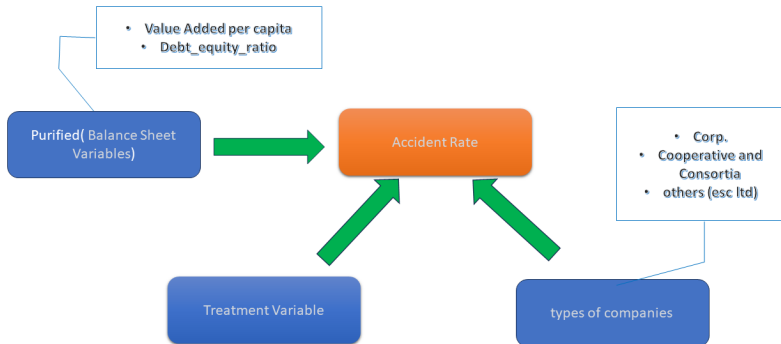 • Value Added per capita
• Debt_equity_ratio
Purified( Balance Sheet
Variables)
Accident Rate
• Corp.
• Cooperative and
Consortia
• others (esc ltd)
Treatment Variable
types of companies